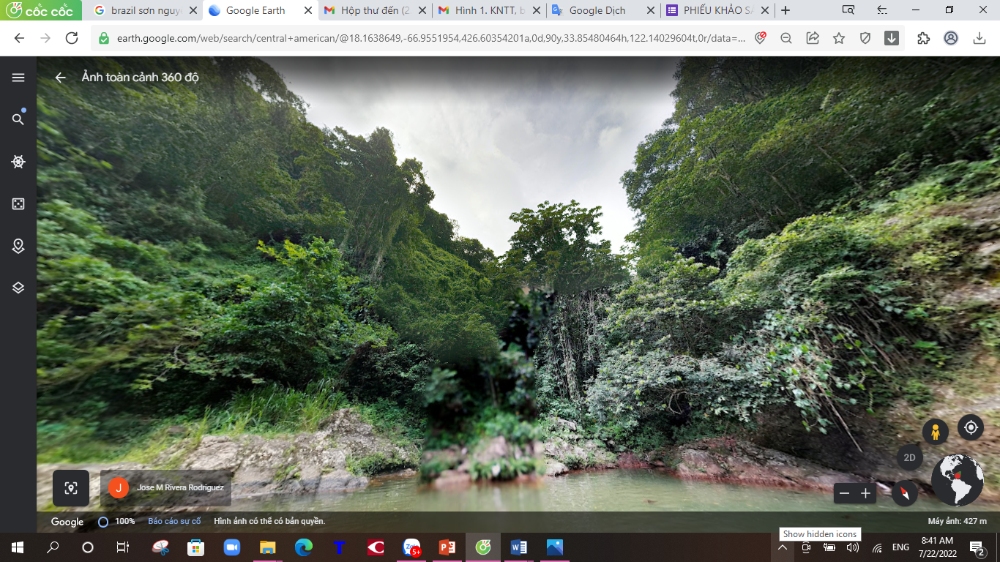 cốc cốc
brazil sơn nguyê
Google Earth
Hộp thư đến (2
Hình 1. KNTT, b
Google Dịch
PHIẾU KHẢO SÁ
earth.google.com/web/search/central+american/@18.1638649,-66.9551954,426.60354201a,0d,90y,33.85480464h,122.14029604t,0r/data=...
Ảnh toàn cảnh 360 độ
2D
J
Jose M Rivera Rodriguez
Google
100%
Báo cáo sự cố
Hình ảnh có thể có bản quyền.
Máy ảnh: 427 m
Show hidden icons
T
Zalo
5+
P
W
ENG
8:41 AM
7/22/2022
2